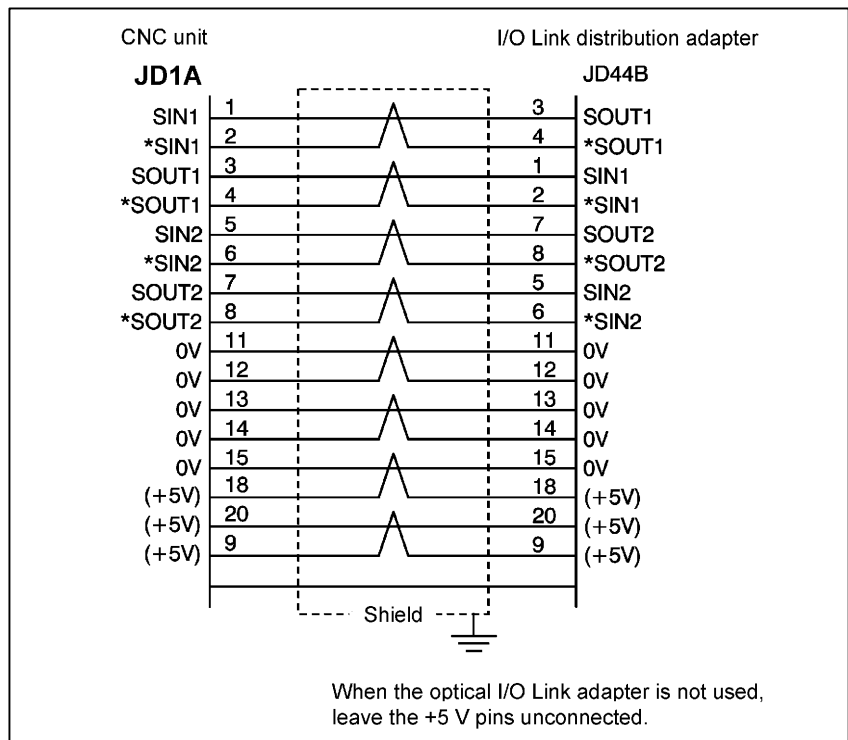 CNC unit I/O Link distribution adapter
JD1A JD44B
SIN1 1 3 SOUT1
*SIN1 2 4 *SOUT1
SOUT1 3 1 SIN1
*SOUT1 4 2 *SIN1
SIN2 5 7 SOUT2
*SIN2 6 8 *SOUT2
SOUT2 7 5 SIN2
*SOUT2 8 6 *SIN2
0V 11 11 0V
0V 12 12 0V
0V 13 13 0V
0V 14 14 0V
0V 15 15 0V
(+5V) 18 18 (+5V)
(+5V) 20 20 (+5V)
(+5V) 9 9 (+5V)
Shield
When the optical I/O Link adapter is not used,
leave the +5 V pins unconnected.